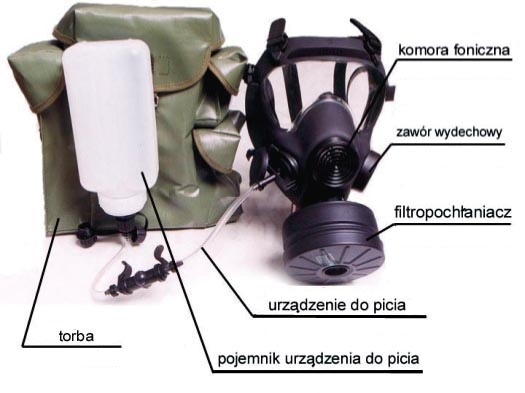 komora foniczna
zawór wydechowy
filtropochłaniacz
urządzenie do picia
torba
pojemnik urządzenia do picia